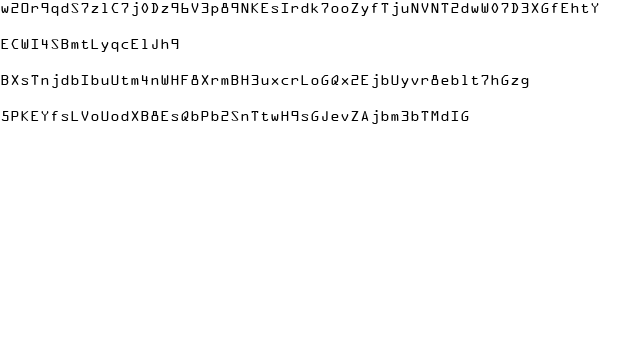 w2Or9qdS7zlC7j0Dz96V3p89NKEsIrdk7ooZyfTjuNVNT2dwW07D3XGfEhtY
ECWI4SBmtLyqcElJh9
BXsTnjdbIbuUtm4nWHF8XrmBH3uxcrLoGQx2EjbUyvr8eblt7hGzg
5PKEYfsLVoUodXB8EsQbPb2SnTtwH9sGJevZAjbm3bTMdIG